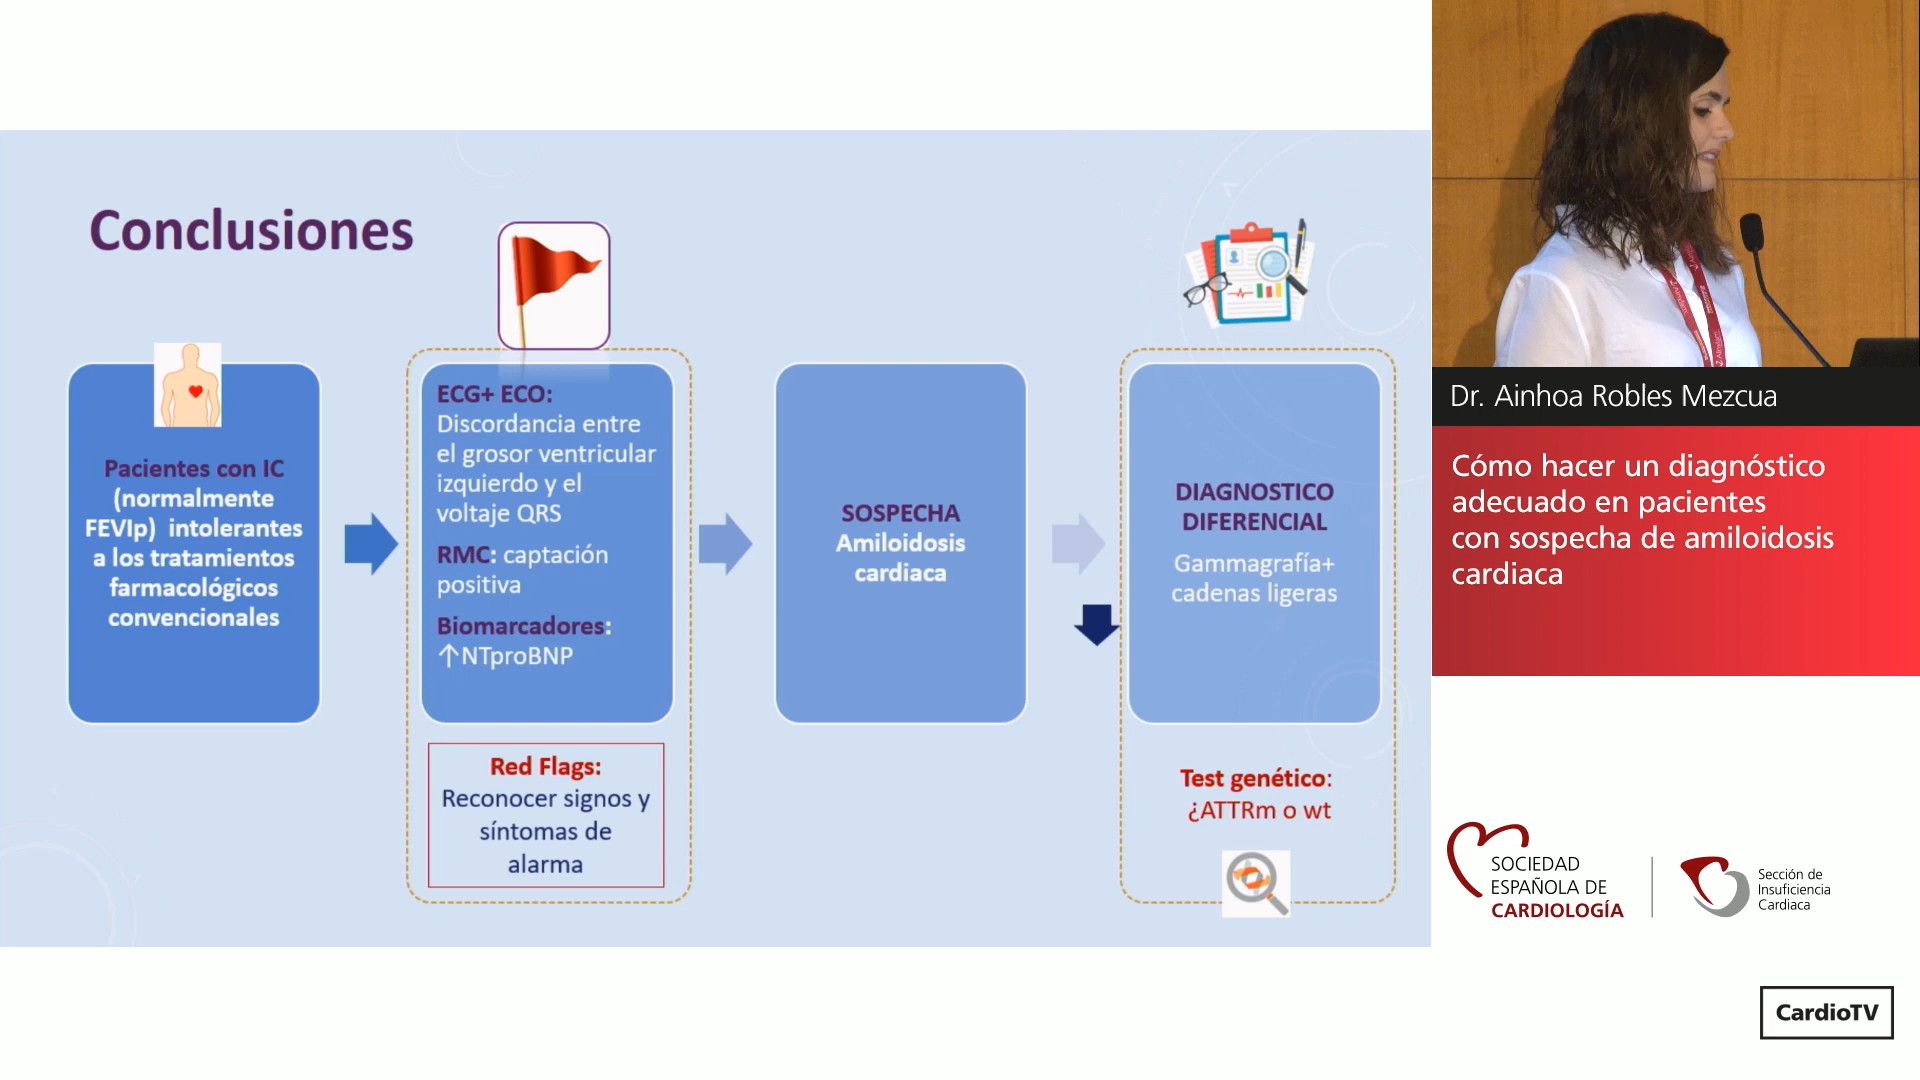 Conclusiones
Pacientes con IC
(normalmente
FEVIp) intolerantes
a los tratamientos
farmacológicos
convencionales
ECG+ ECO:
Discordancia entre
el grosor ventricular
izquierdo y el
voltaje QRS
RMC: captación
positiva
Biomarcadores:
↑NTproBNP
Red Flags:
Reconocer signos y
síntomas de
alarma
SOSPECHA
Amiloidosis
cardiaca
DIAGNOSTICO
DIFERENCIAL
Gammagrafía+
cadenas ligeras
Test genético:
¿ATTRm o wt
Dr. Ainhoa Robles Mezcua
Cómo hacer un diagnóstico
adecuado en pacientes
con sospecha de amiloidosis
cardiaca
SOCIEDAD
ESPAÑOLA DE
CARDIOLOGÍA
Sección de
Insuficiencia
Cardiaca
CardioTV